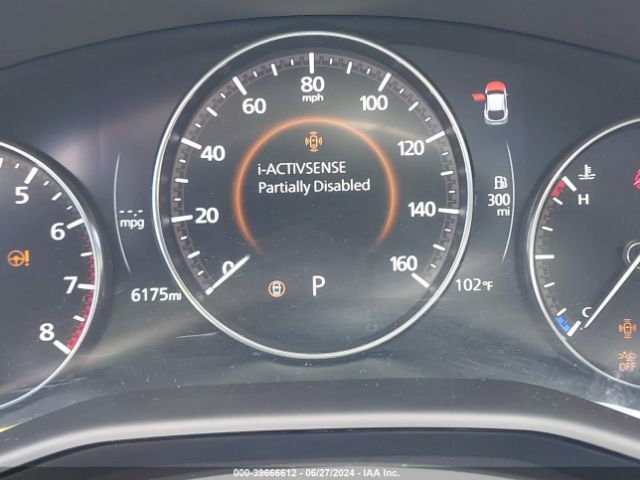 80
mph
60
100
40
120
20
140
0
160
i-ACTIVSENSE
Partially Disabled
P
5
6
7
8
--- mpg
6175mi
300
mi
102°F
H
C
OFF
000-39666612 / 06/27/2024 - IAA Inc.